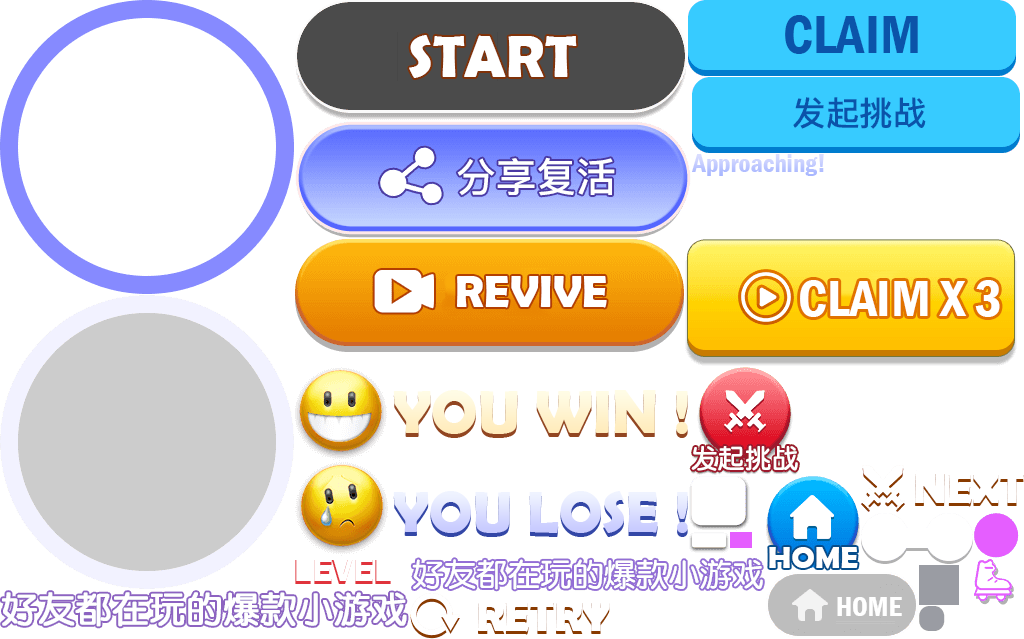 START
CLAIM
发起挑战
分享复活
Approaching!
REVIVE
CLAIM X 3
YOU WIN !
发起挑战
YOU LOSE !
NEXT
HOME
LEVEL
好友都在玩的爆款小游戏
好友都在玩的爆款小游戏
RETRY
HOME